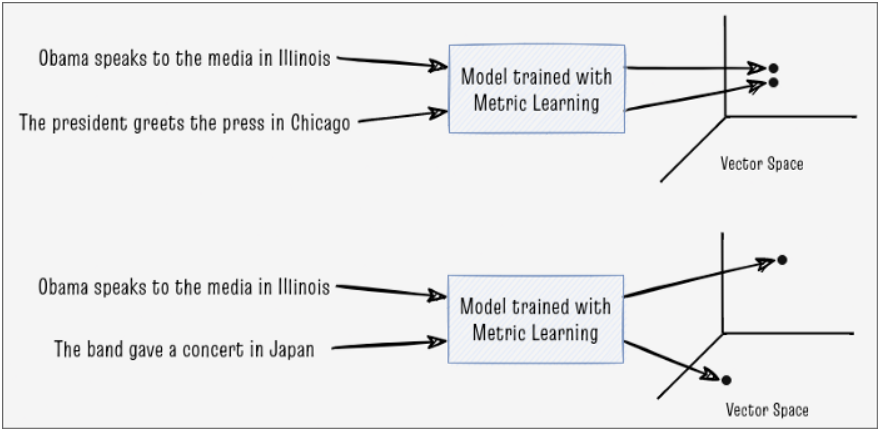 Obama speaks to the media in Illinois
The president greets the press in Chicago
Model trained with
Metric Learning
Vector Space
Obama speaks to the media in Illinois
The band gave a concert in Japan
Model trained with
Metric Learning
Vector Space